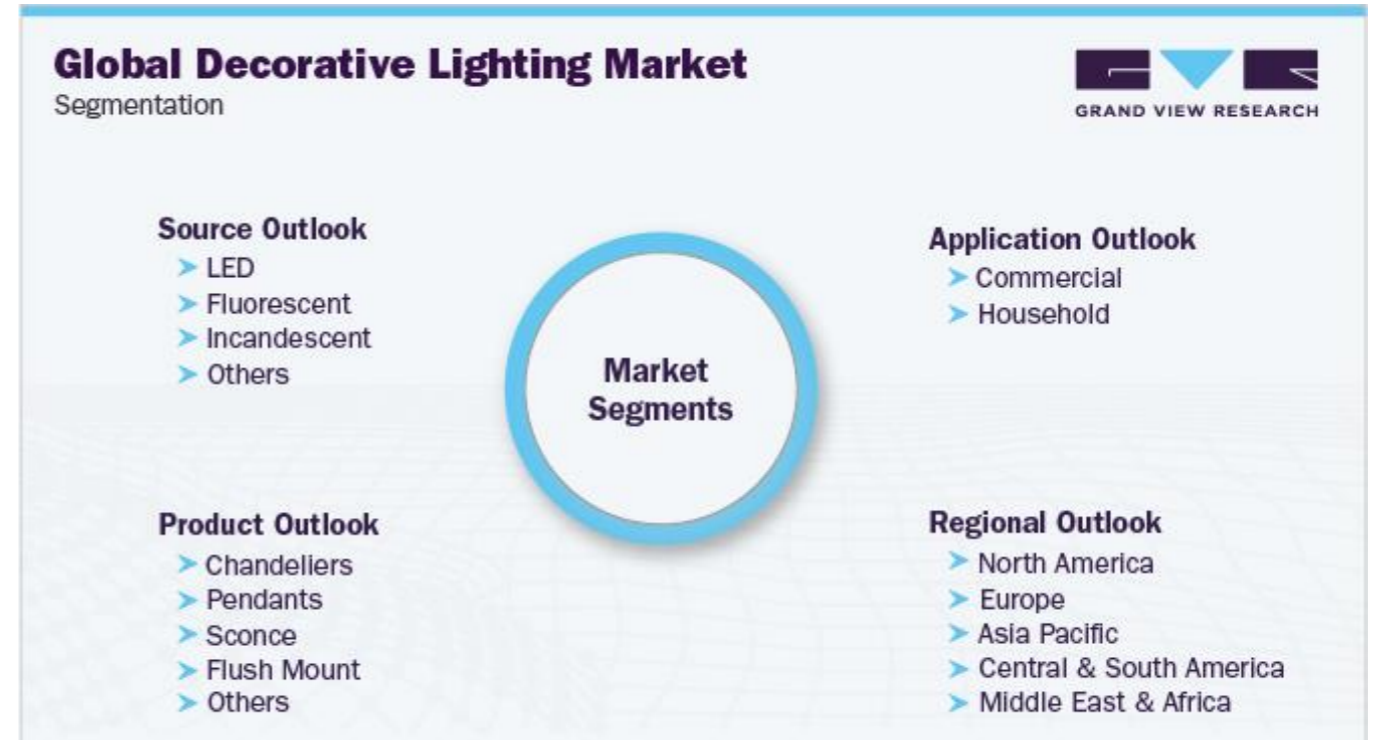 Global Decorative Lighting Market
Segmentation
GRAND VIEW RESEARCH
Source Outlook
LED
Fluorescent
Incandescent
Others
Application Outlook
Commercial
Household
Market
Segments
Product Outlook
Chandeliers
Pendants
Sconce
Flush Mount
Others
Regional Outlook
North America
Europe
Asia Pacific
Central & South America
Middle East & Africa